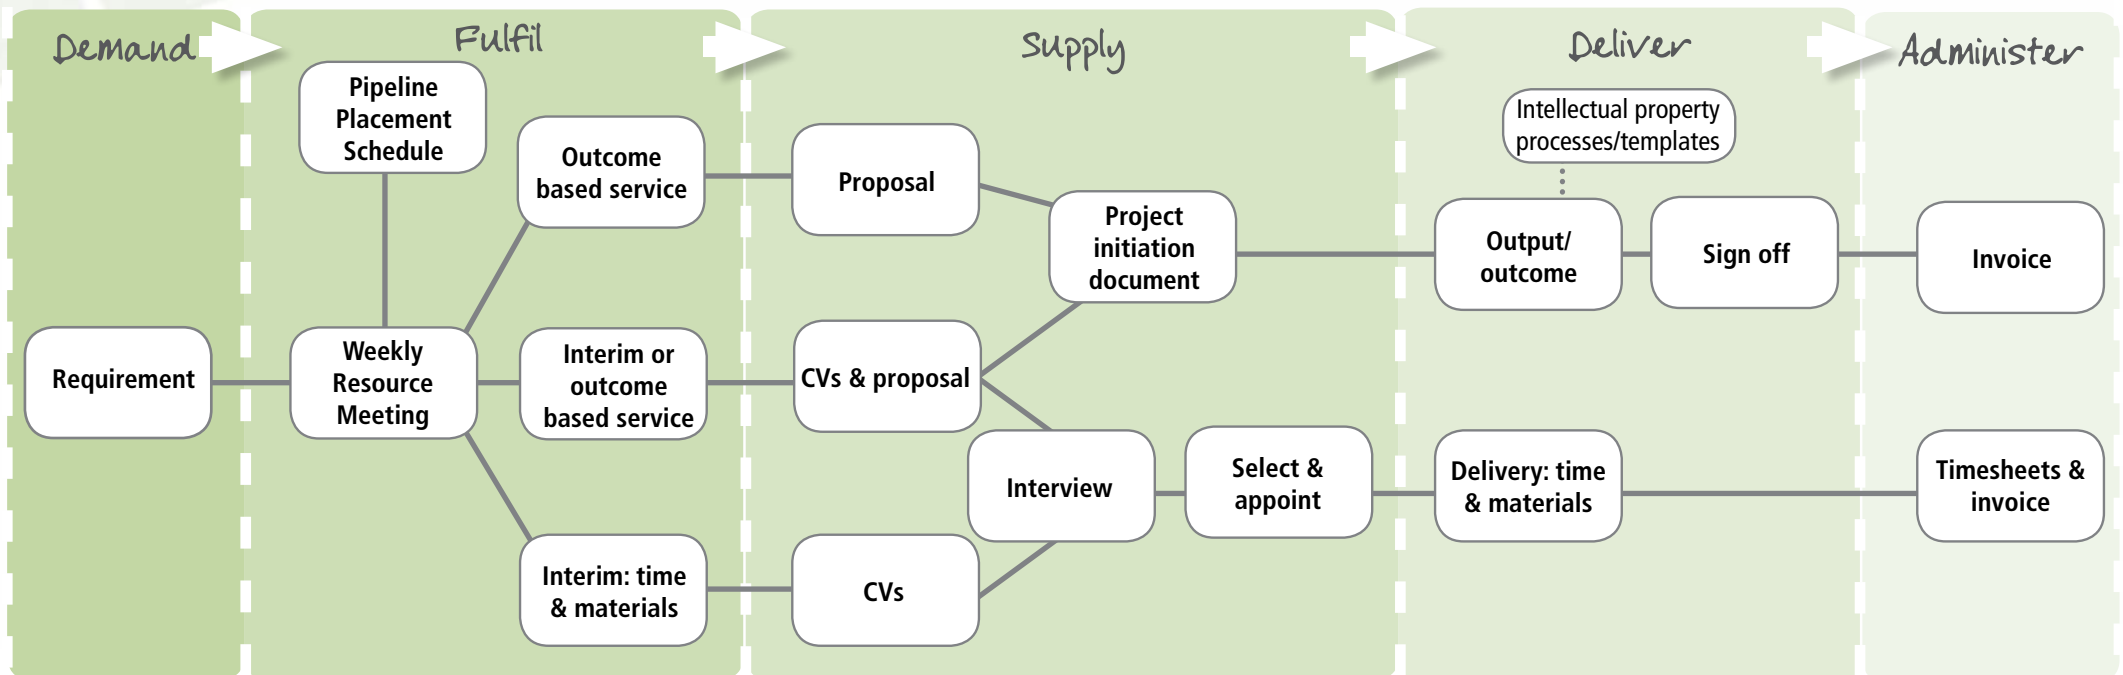 Demand
Fulfil
Supply
Deliver
Administer
Requirement
Pipeline
Placement
Schedule
Weekly
Resource
Meeting
Outcome
based service
Interim or
outcome
based service
Interim: time
& materials
Proposal
CVs & proposal
CVs
Project
initiation
document
Interview
Select &
appoint
Intellectual property
processes/templates
Output/
outcome
Sign off
Delivery: time
& materials
Invoice
Timesheets &
invoice